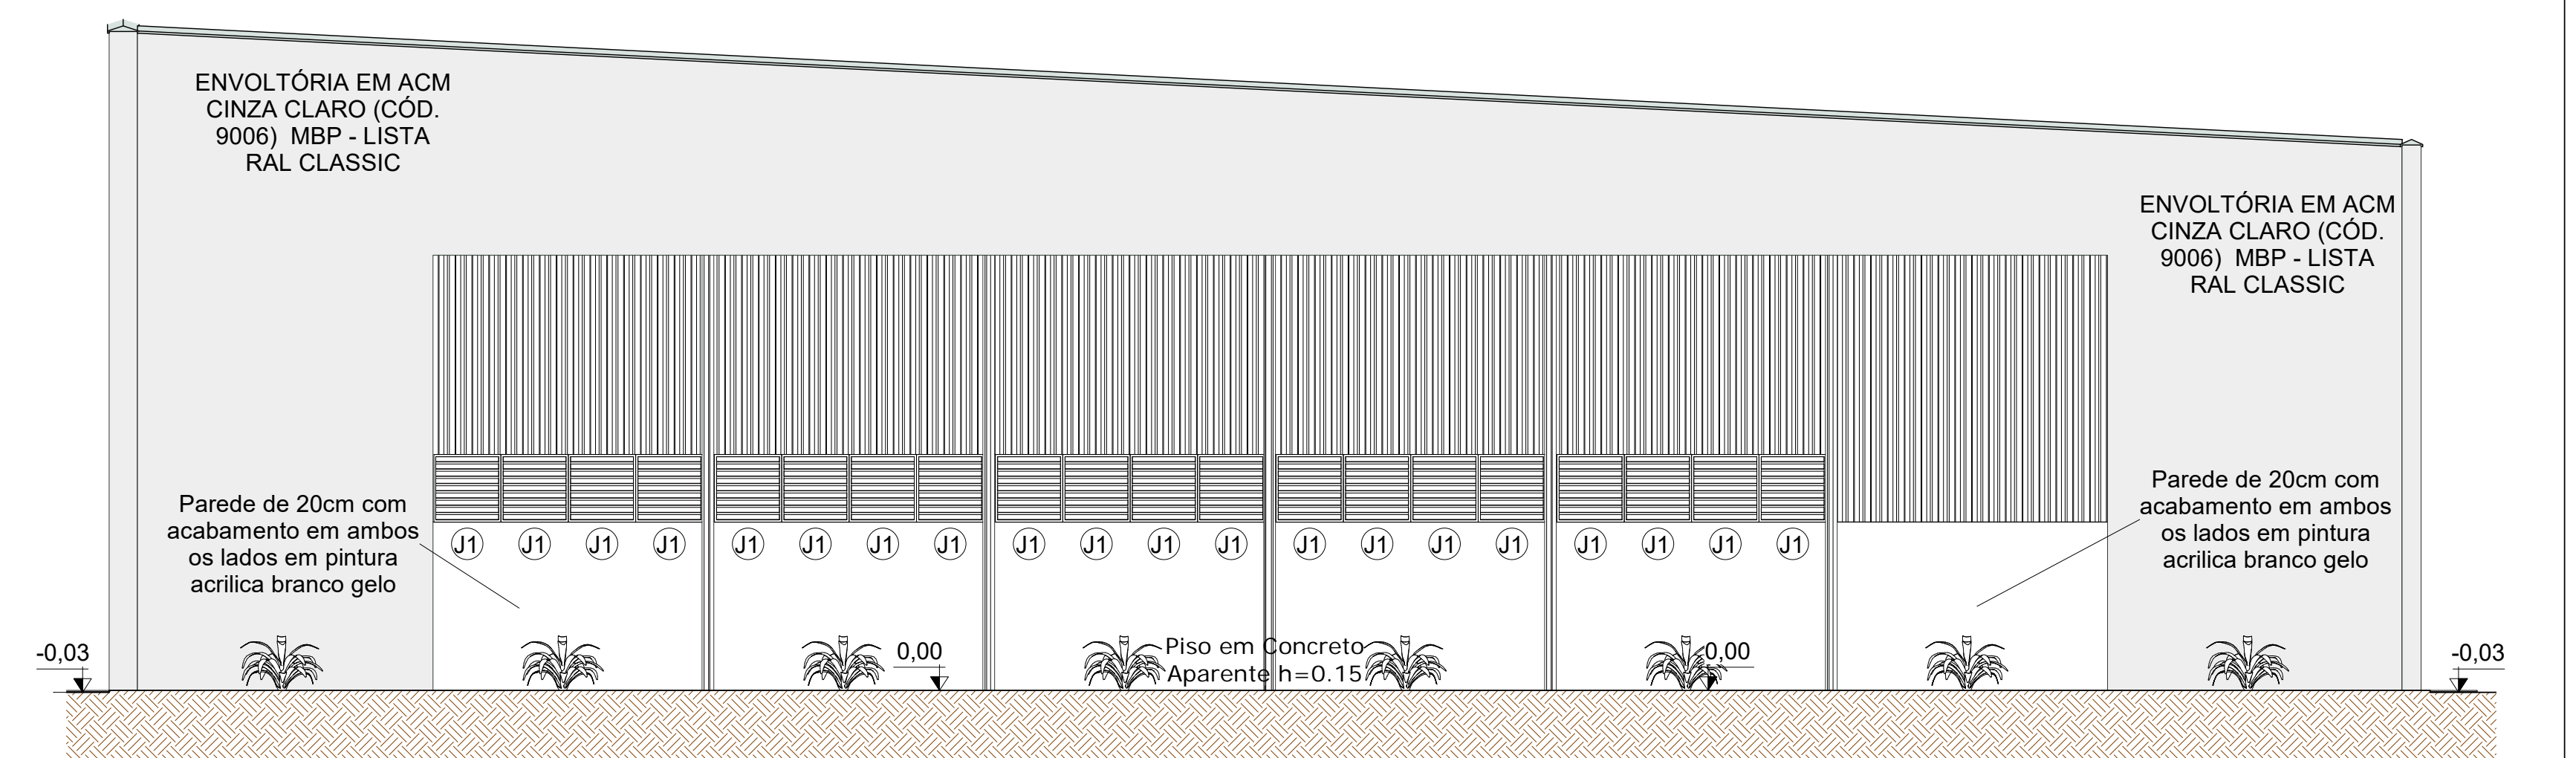 ENVOLTÓRIA EM ACM
CINZA CLARO (CÓD.
9006)  MBP - LISTA
RAL CLASSIC
ENVOLTÓRIA EM ACM
CINZA CLARO (CÓD.
9006)  MBP - LISTA
RAL CLASSIC
Parede de 20cm com
acabamento em ambos
os lados em pintura
acrilica branco gelo
Parede de 20cm com
acabamento em ambos
os lados em pintura
acrilica branco gelo
J1 J1 J1 J1 J1 J1 J1 J1 J1 J1 J1 J1 J1 J1 J1 J1 J1 J1 J1 J1
-0,03
0,00
Piso em Concreto
Aparente h=0.15
0,00
-0,03